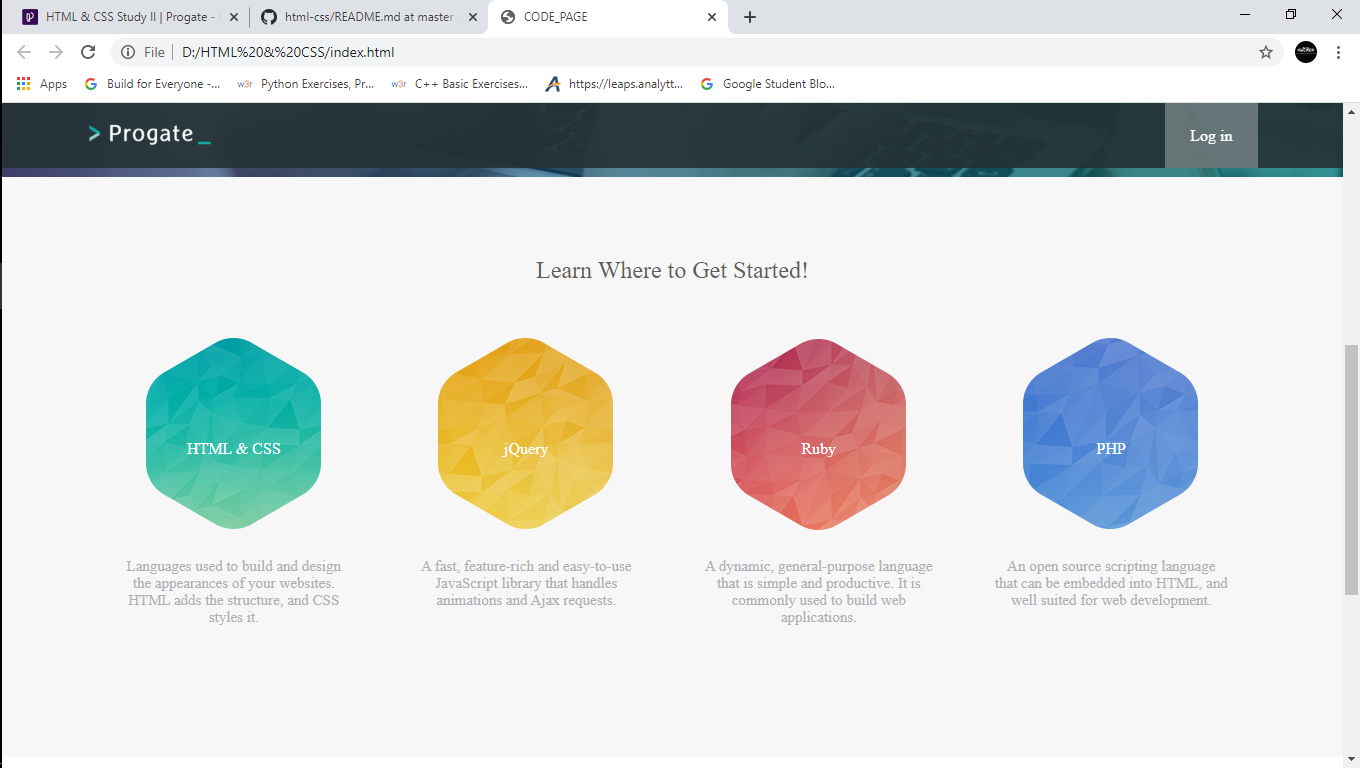 HTML & CSS Study II | Progate -
html-css/README.md at master
CODE_PAGE
File
D:/HTML%20&%20CSS/index.html
Apps
Build for Everyone -...
w3r Python Exercises, Pr...
w3r C++ Basic Exercises...
https://leaps.analytt...
Google Student Blo...
> Progate _
Log in
Learn Where to Get Started!
HTML & CSS
jQuery
Ruby
PHP
Languages used to build and design
the appearances of your websites.
HTML adds the structure, and CSS
styles it.
A fast, feature-rich and easy-to-use
JavaScript library that handles
animations and Ajax requests.
A dynamic, general-purpose language
that is simple and productive. It is
commonly used to build web
applications.
An open source scripting language
that can be embedded into HTML, and
well suited for web development.